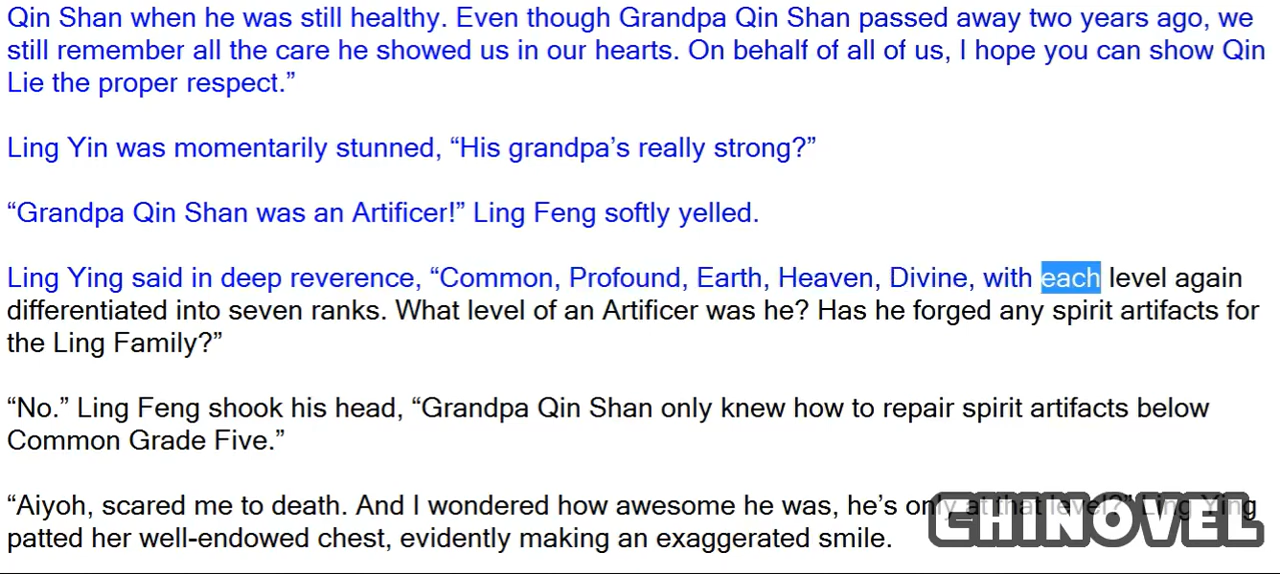 Qin Shan when he was still healthy. Even though Grandpa Qin Shan passed away two years ago, we
still remember all the care he showed us in our hearts. On behalf of all of us, I hope you can show Qin
Lie the proper respect.”
Ling Yin was momentarily stunned, “His grandpa’s really strong?”
“Grandpa Qin Shan was an Artificer!” Ling Feng softly yelled.
Ling Ying said in deep reverence, “Common, Profound, Earth, Heaven, Divine, with each level again
differentiated into seven ranks. What level of an Artificer was he? Has he forged any spirit artifacts for
the Ling Family?”
“No.” Ling Feng shook his head, “Grandpa Qin Shan only knew how to repair spirit artifacts below
Common Grade Five.”
“Aiyoh, scared me to death. And I wondered how awesome he was, he’s only at that level?” Ling Ying
patted her well-endowed chest, evidently making an exaggerated smile.
CHINOVEL